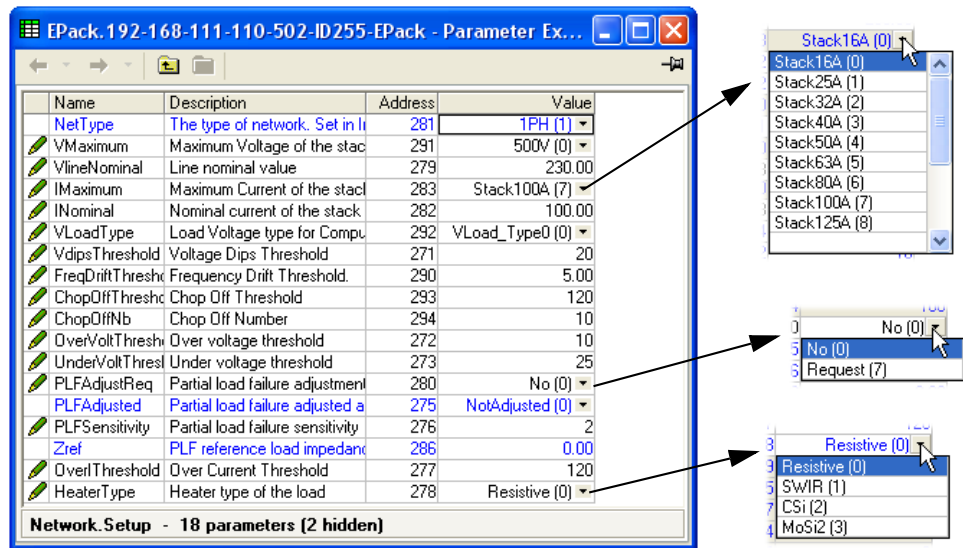 EPack.192-168-111-110-502-ID255-EPack - Parameter Ex...
Name Description Address Value
NetType The type of network. Set in 281 1PH (1)
VMaximum Maximum Voltage of the stac 291 500V (0)
VlineNominal Line nominal value 279 230.00
IMaximum Maximum Current of the stacl 283 Stack100A (7)
INominal Nominal current of the stack 282 100.00
VLoadType Load Voltage type for Compu 292 VLoad_Type0 (0)
VdipsThreshold Voltage Dips Threshold 271 20
FreqDriftThresho Frequency Drift Threshold. 290 5.00
ChopOffThresho Chop Off Threshold 293 120
ChopOffNb Chop Off Number 294 10
OverVoltThresh Over voltage threshold 272 10
UnderVoltThresl Under voltage threshold 273 25
PLFAdjustReq Partial load failure adjustment 280 No (0)
PLFAdjusted Partial load failure adjusted a 275 NotAdjusted (0)
PLFSensitivity Partial load failure sensitivity 276 2
Zref PLF reference load impedanc 286 0.00
OverIThreshold Over Current Threshold 277 120
HeaterType Heater type of the load 278 Resistive (0)
Network.Setup - 18 parameters (2 hidden)
Stack16A (0)
Stack16A (0)
Stack25A (1)
Stack32A (2)
Stack40A (3)
Stack50A (4)
Stack63A (5)
Stack80A (6)
Stack100A (7)
Stack125A (8)
No (0)
No (0)
Request (7)
Resistive (0)
Resistive (0)
SWIR (1)
CSi (2)
MoSi2 (3)